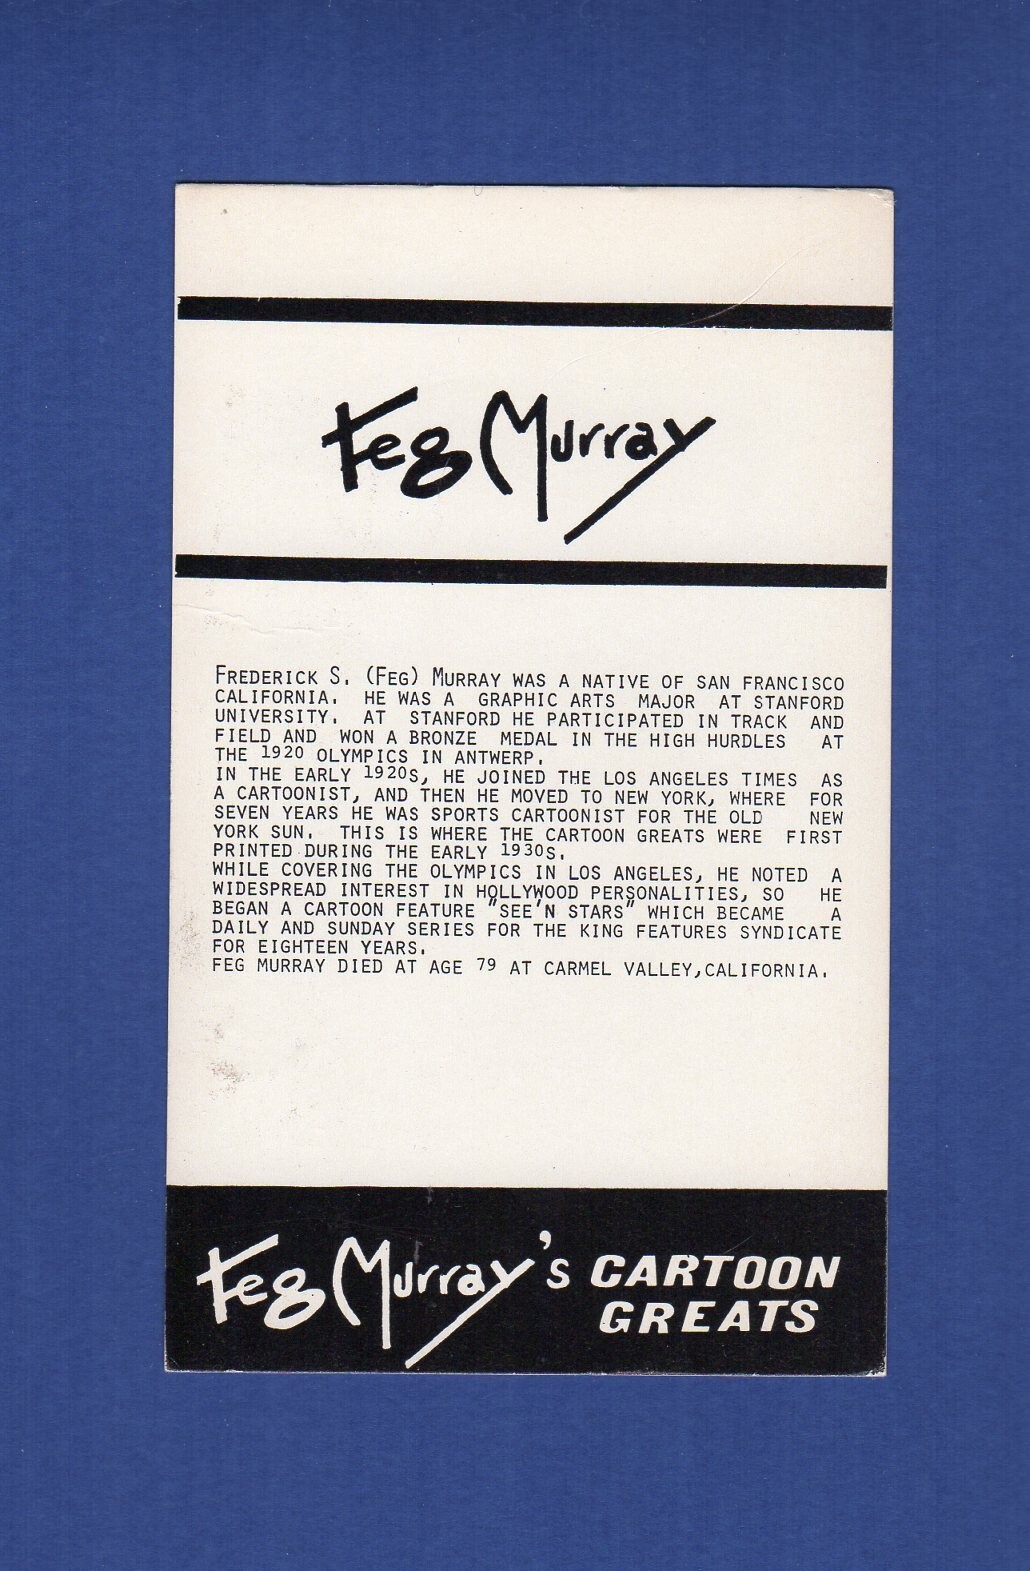 Feg Murray
FREDERICK S. (FEG) MURRAY WAS A NATIVE OF SAN FRANCISCO
CALIFORNIA. HE WAS A GRAPHIC ARTS MAJOR AT STANFORD
UNIVERSITY. AT STANFORD HE PARTICIPATED IN TRACK AND
FIELD AND WON A BRONZE MEDAL IN THE HIGH HURDLES AT
THE 1920 OLYMPICS IN ANTWERP.
IN THE EARLY 1920S, HE JOINED THE LOS ANGELES TIMES AS
A CARTOONIST, AND THEN HE MOVED TO NEW YORK, WHERE FOR
SEVEN YEARS HE WAS SPORTS CARTOONIST FOR THE OLD NEW
YORK SUN. THIS IS WHERE THE CARTOON GREATS WERE FIRST
PRINTED DURING THE EARLY 1930S.
WHILE COVERING THE OLYMPICS IN LOS ANGELES, HE NOTED A
WIDESPREAD INTEREST IN HOLLYWOOD PERSONALITIES, SO HE
BEGAN A CARTOON FEATURE "SEE'N STARS" WHICH BECAME A
DAILY AND SUNDAY SERIES FOR THE KING FEATURES SYNDICATE
FOR EIGHTEEN YEARS.
FEG MURRAY DIED AT AGE 79 AT CARMEL VALLEY,CALIFORNIA.
Feg Murray's CARTOON
GREATS